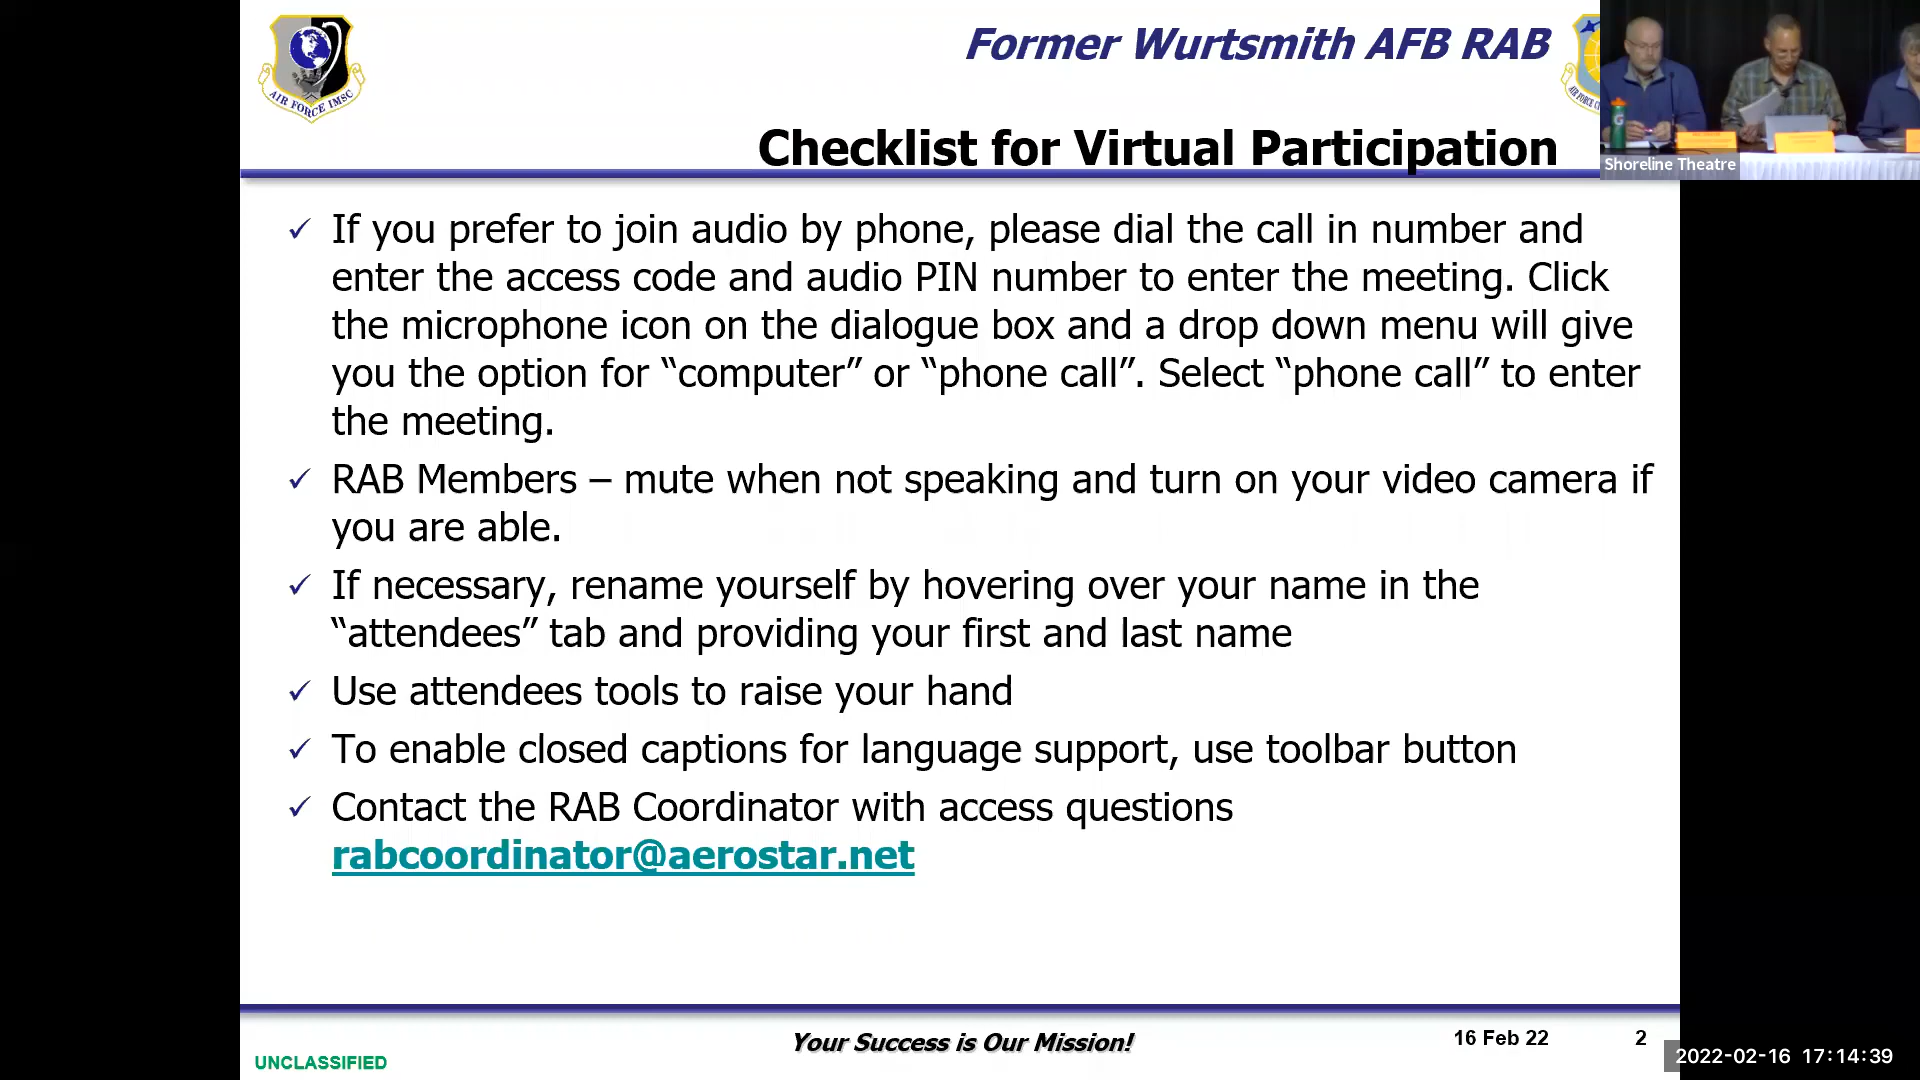 Former Wurtsmith AFB RAB
AIR FORCE IMSC
AIR FORCE
Shoreline Theatre
Checklist for Virtual Participation
✓ If you prefer to join audio by phone, please dial the call in number and
enter the access code and audio PIN number to enter the meeting. Click
the microphone icon on the dialogue box and a drop down menu will give
you the option for “computer” or “phone call”. Select “phone call” to enter
the meeting.
✓ RAB Members – mute when not speaking and turn on your video camera if
you are able.
✓ If necessary, rename yourself by hovering over your name in the
“attendees” tab and providing your first and last name
✓ Use attendees tools to raise your hand
✓ To enable closed captions for language support, use toolbar button
✓ Contact the RAB Coordinator with access questions
rabcoordinator@aerostar.net
Your Success is Our Mission!
16 Feb 22
2
UNCLASSIFIED
2022-02-16 17:14:39